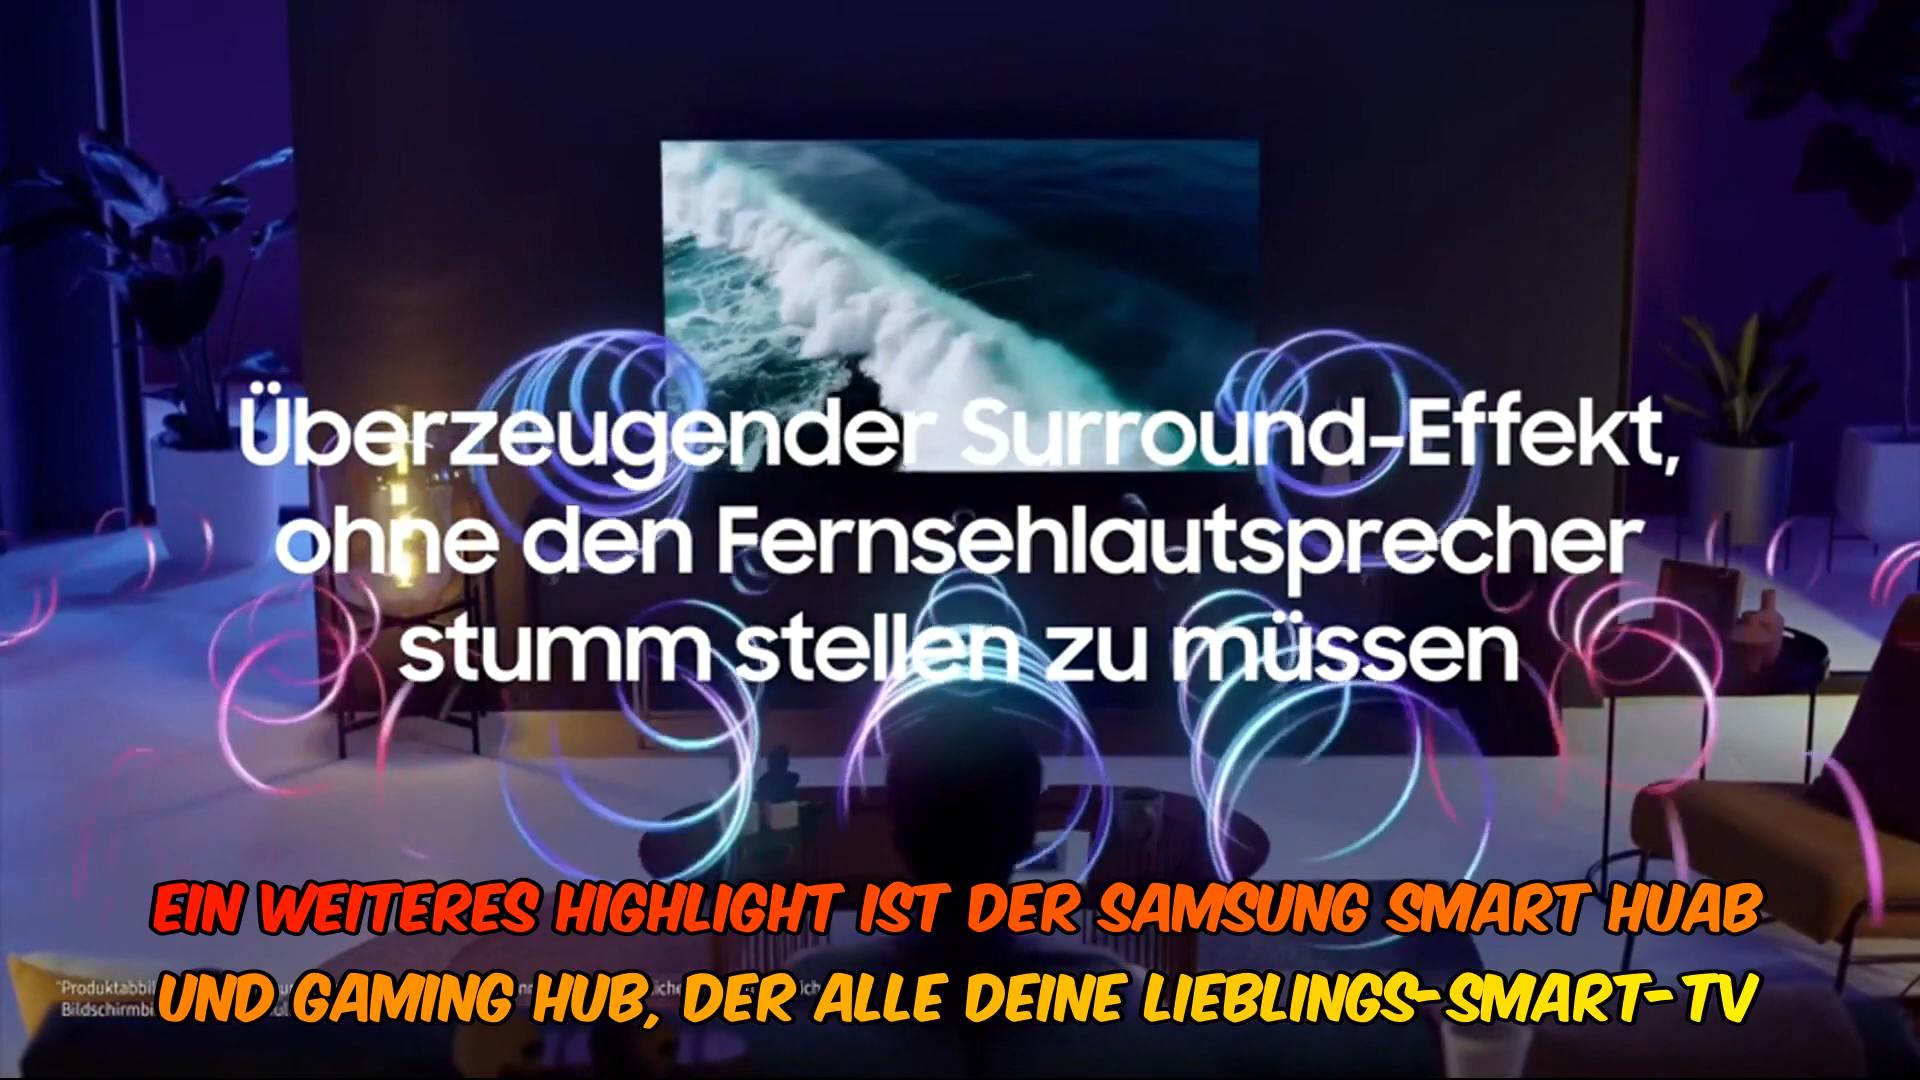 Überzeugender Surround-Effekt,
ohne den Fernsehlautsprecher
stumm stellen zu müssen
EIN WEITERES HIGHLIGHT IST DER SAMSUNG SMART HUAB
UND GAMING HUB, DER ALLE DEINE LIEBLINGS-SMART-TV